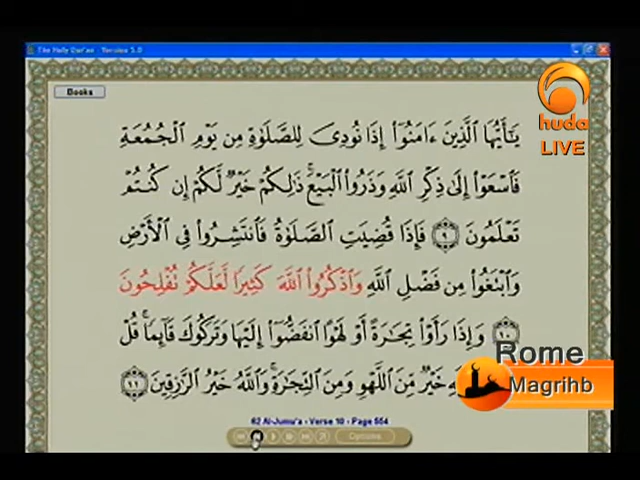 The Holy Qur'an - Version 1.0
Books
huda
LIVE
يَـٰٓأَيُّهَا ٱلَّذِينَ ءَامَنُوٓا۟ إِذَا نُودِىَ لِلصَّلَوٰةِ مِن يَوْمِ ٱلْجُمُعَةِ
فَٱسْعَوْا۟ إِلَىٰ ذِكْرِ ٱللَّهِ وَذَرُوا۟ ٱلْبَيْعَ ۚ ذَٰلِكُمْ خَيْرٌ لَّكُمْ إِن كُنتُمْ
تَعْلَمُونَ ٩ فَإِذَا قُضِيَتِ ٱلصَّلَوٰةُ فَٱنتَشِرُوا۟ فِى ٱلْأَرْضِ
وَٱبْتَغُوا۟ مِن فَضْلِ ٱللَّهِ وَٱذْكُرُوا۟ ٱللَّهَ كَثِيرًا لَّعَلَّكُمْ تُفْلِحُونَ
١٠ وَإِذَا رَأَوْا۟ تِجَـٰرَةً أَوْ لَهْوًا ٱنفَضُّوٓا۟ إِلَيْهَا وَتَرَكُوكَ قَآئِمًا ۚ قُلْ
خَيْرٌ مِّنَ ٱللَّهْوِ وَمِنَ ٱلتِّجَـٰرَةِ ۚ وَٱللَّهُ خَيْرُ ٱلرَّٰزِقِينَ ١١
Rome
Magrihb
62 Al-Jumu'a - Verse 10 - Page 554
Options